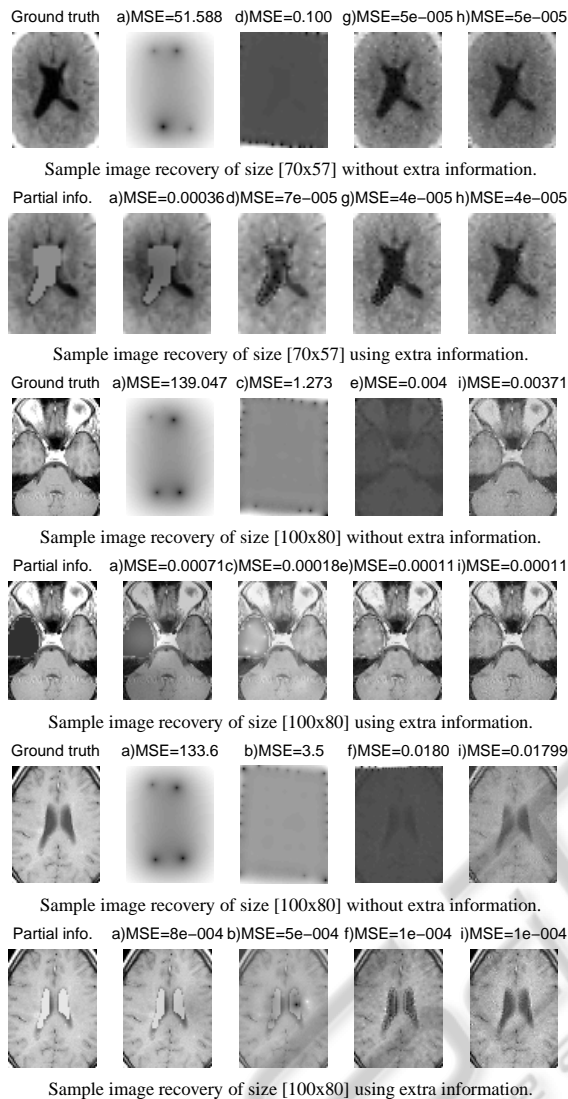 Ground truth a)MSE=51.588 d)MSE=0.100 g)MSE=5e−005 h)MSE=5e−005
Sample image recovery of size [70x57] without extra information.
Partial info. a)MSE=0.00036 d)MSE=7e−005 g)MSE=4e−005 h)MSE=4e−005
Sample image recovery of size [70x57] using extra information.
Ground truth a)MSE=139.047 c)MSE=1.273 e)MSE=0.004 i)MSE=0.00371
Sample image recovery of size [100x80] without extra information.
Partial info. a)MSE=0.00071 c)MSE=0.00018 e)MSE=0.00011 i)MSE=0.00011
Sample image recovery of size [100x80] using extra information.
Ground truth a)MSE=133.6 b)MSE=3.5 f)MSE=0.0180 i)MSE=0.01799
Sample image recovery of size [100x80] without extra information.
Partial info. a)MSE=8e−004 b)MSE=5e−004 f)MSE=1e−004 i)MSE=1e−004
Sample image recovery of size [100x80] using extra information.